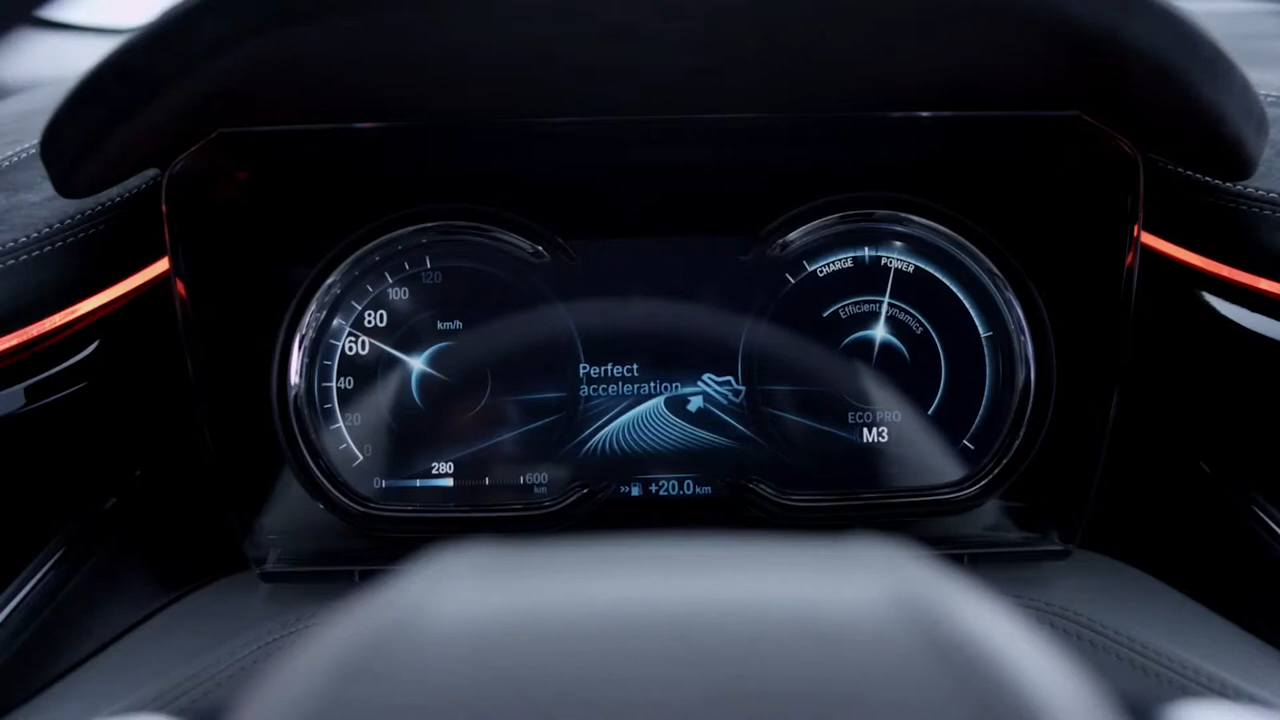 120
100
80
60
40
20
0
km/h
280
0
600
km
Perfect
acceleration
+20.0 km
CHARGE
POWER
Efficient Dynamics
ECO PRO
M3